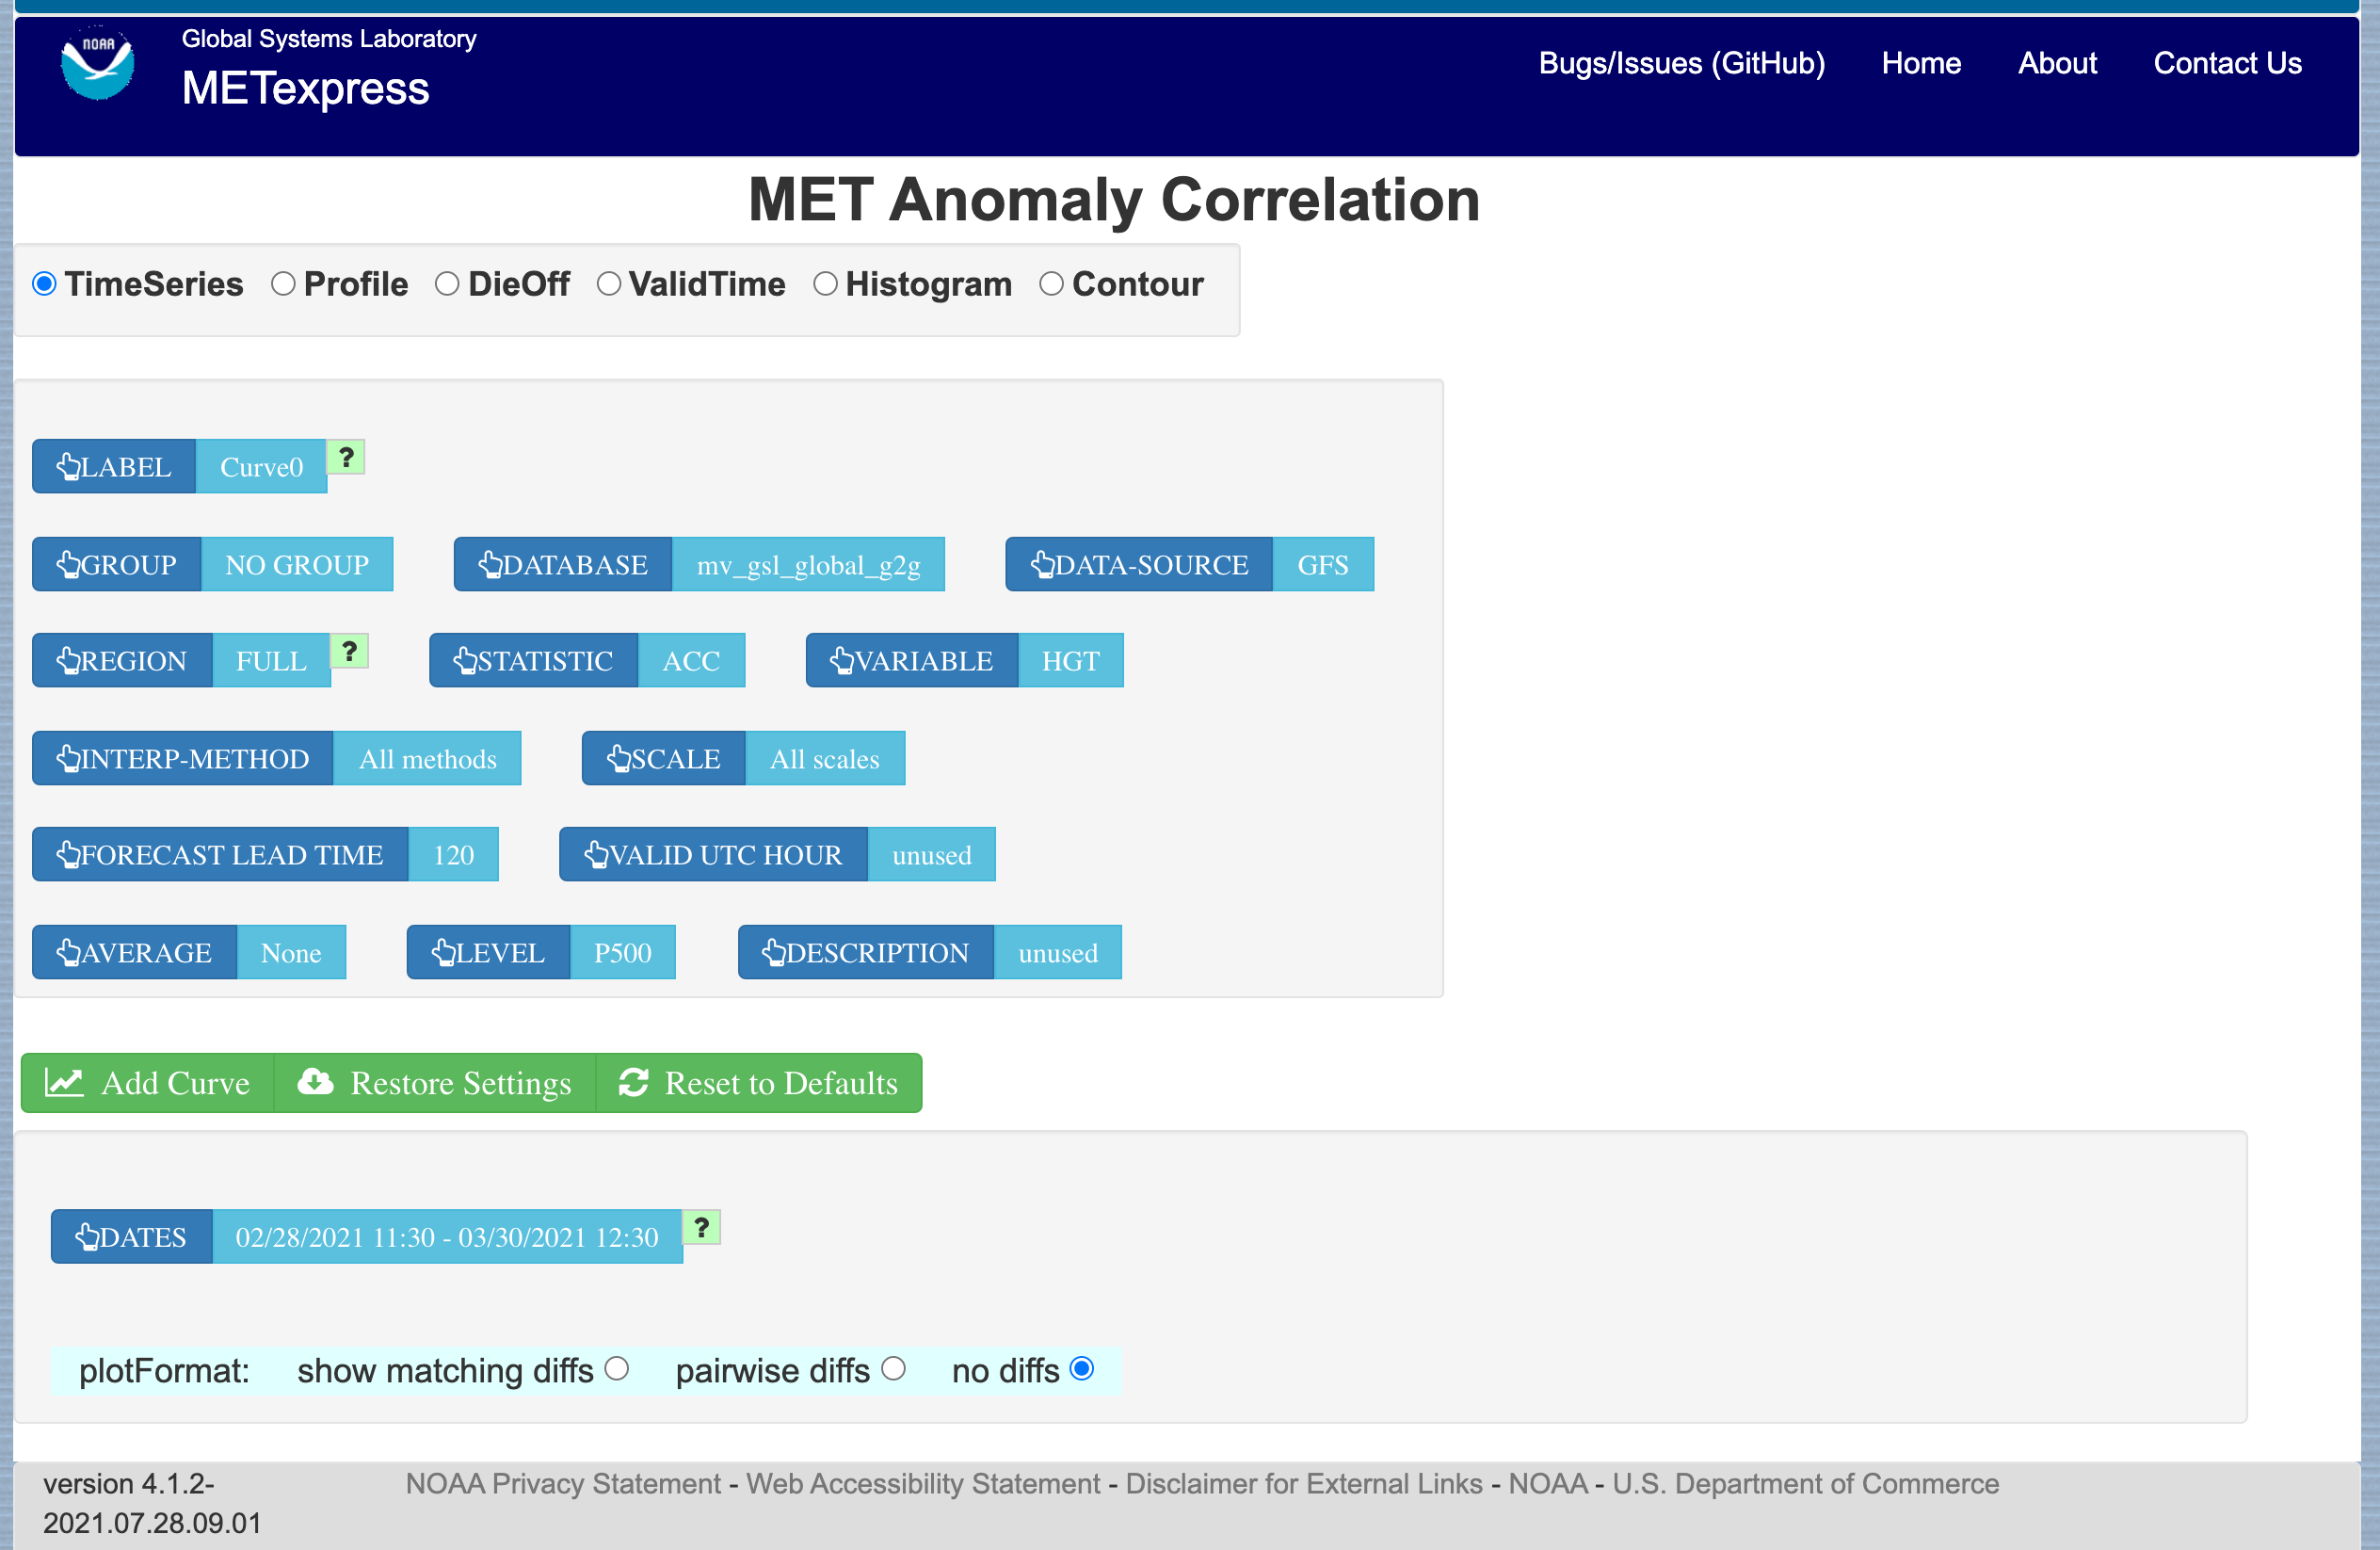 NOAA
Global Systems Laboratory
METexpress
Bugs/Issues (GitHub) Home About Contact Us
MET Anomaly Correlation
TimeSeries Profile DieOff ValidTime Histogram Contour
LABEL Curve0 ?
GROUP NO GROUP DATABASE mv_gsl_global_g2g DATA-SOURCE GFS
REGION FULL ? STATISTIC ACC VARIABLE HGT
INTERP-METHOD All methods SCALE All scales
FORECAST LEAD TIME 120 VALID UTC HOUR unused
AVERAGE None LEVEL P500 DESCRIPTION unused
Add Curve Restore Settings Reset to Defaults
DATES 02/28/2021 11:30 - 03/30/2021 12:30 ?
plotFormat: show matching diffs pairwise diffs no diffs
version 4.1.2-
2021.07.28.09.01
NOAA Privacy Statement - Web Accessibility Statement - Disclaimer for External Links - NOAA - U.S. Department of Commerce